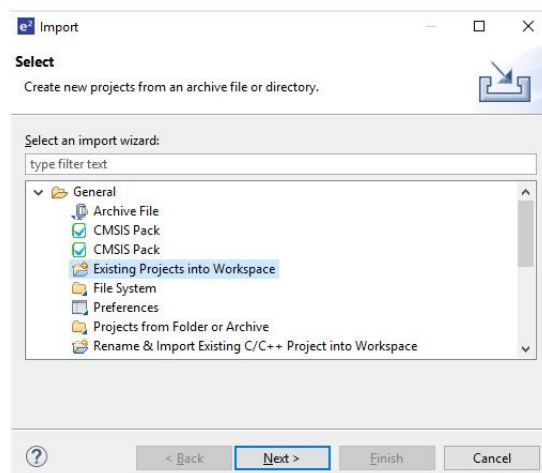 e² Import
Select
Create new projects from an archive file or directory.
Select an import wizard:
type filter text
General
Archive File
CMSIS Pack
CMSIS Pack
Existing Projects into Workspace
File System
Preferences
Projects from Folder or Archive
Rename & Import Existing C/C++ Project into Workspace
? < Back Next > Finish Cancel